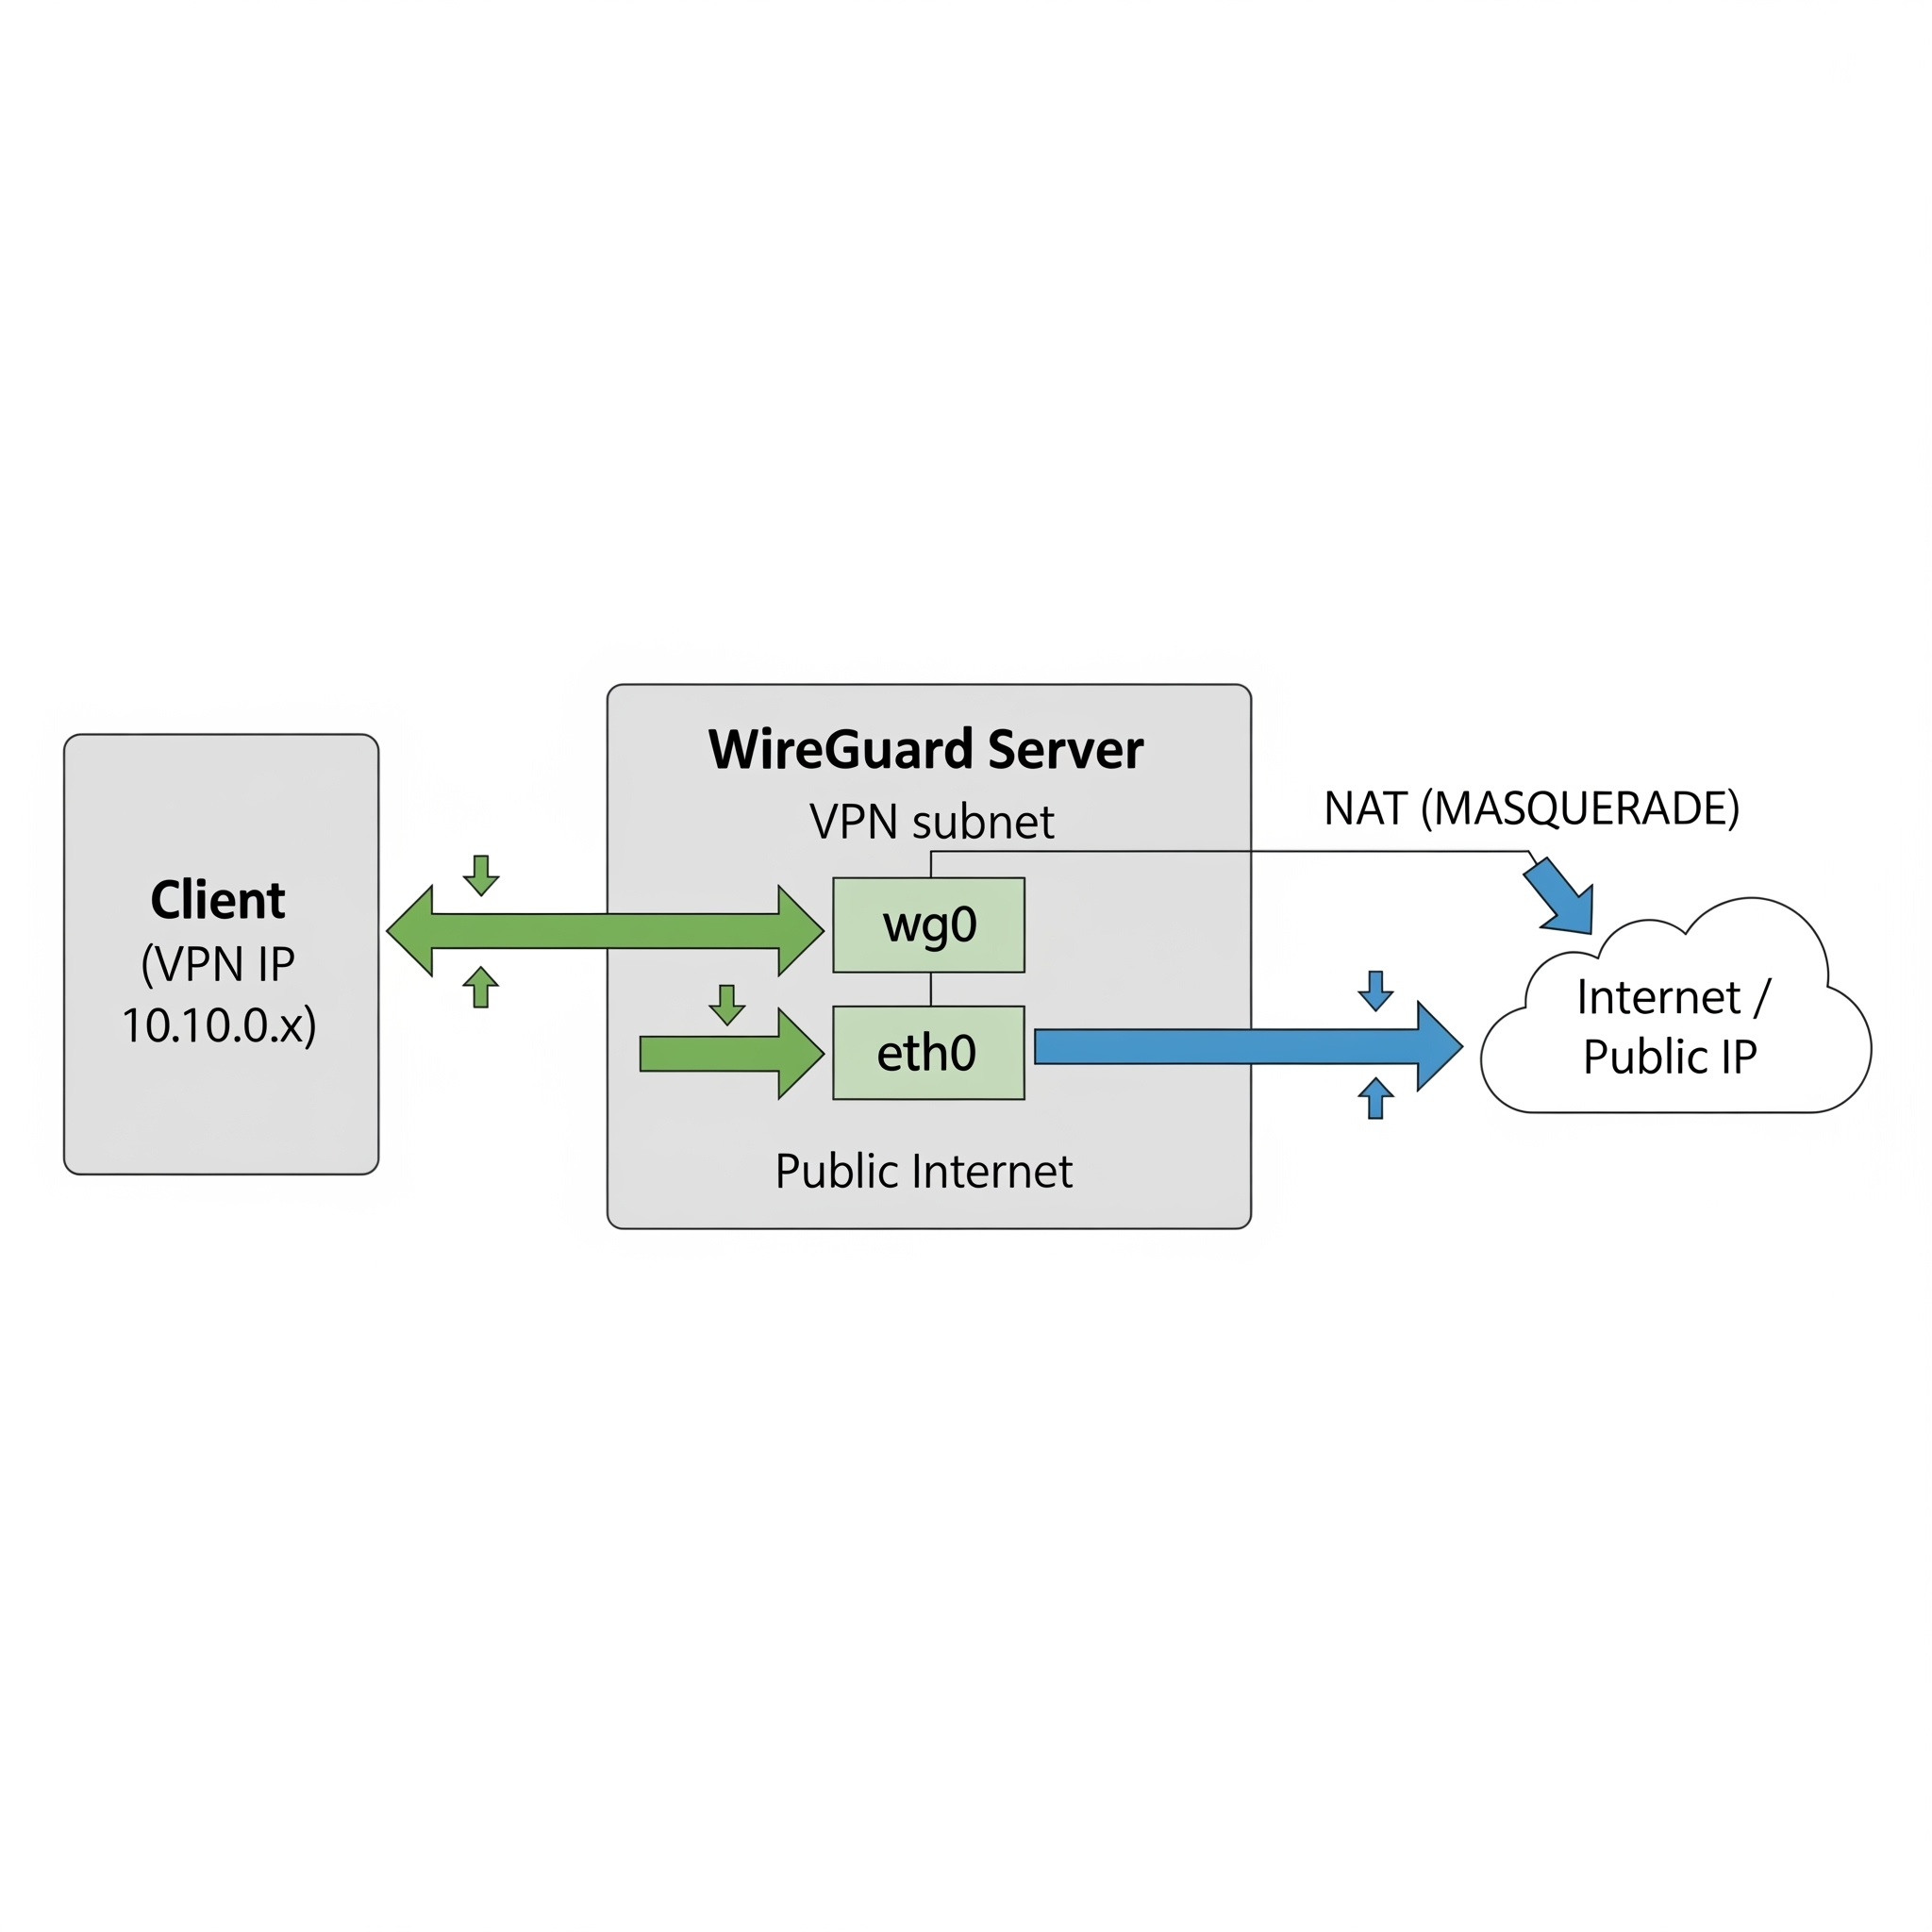 Client
(VPN IP
10.10.0.x)
WireGuard Server
VPN subnet
wg0
eth0
Public Internet
NAT (MASQUERADE)
Internet /
Public IP